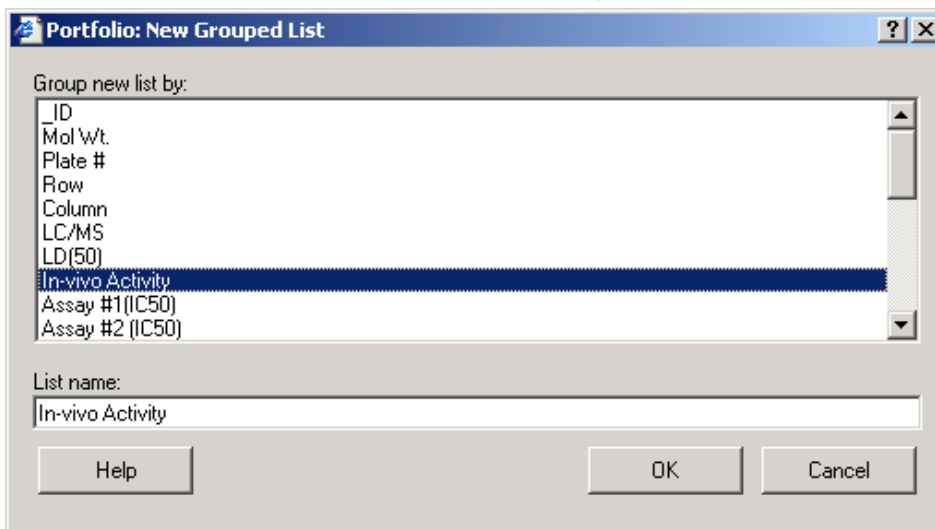 Portfolio: New Grouped List
Group new list by:
_ID
Mol Wt.
Plate #
Row
Column
LC/MS
LD(50)
In-vivo Activity
Assay #1(IC50)
Assay #2 (IC50)
List name:
In-vivo Activity
Help OK Cancel